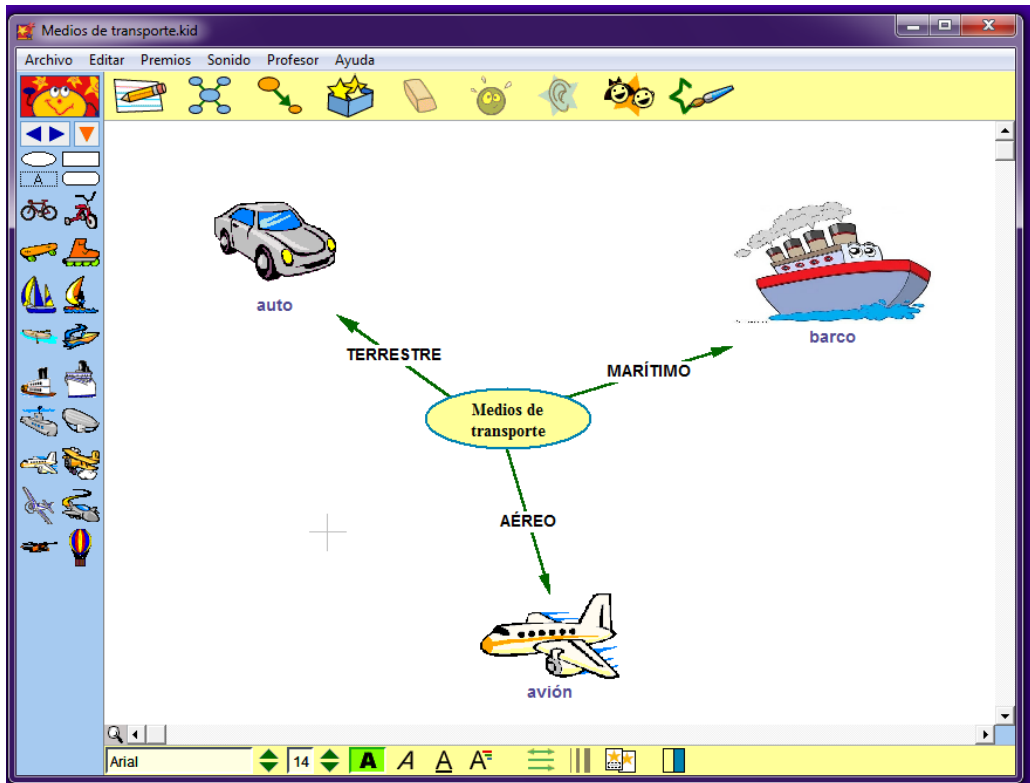 Medios de transporte.kid
Archivo Editar Premios Sonido Profesor Ayuda
A
auto
barco
TERRESTRE
MARÍTIMO
Medios de
transporte
AÉREO
avión
Arial 14 A A A A